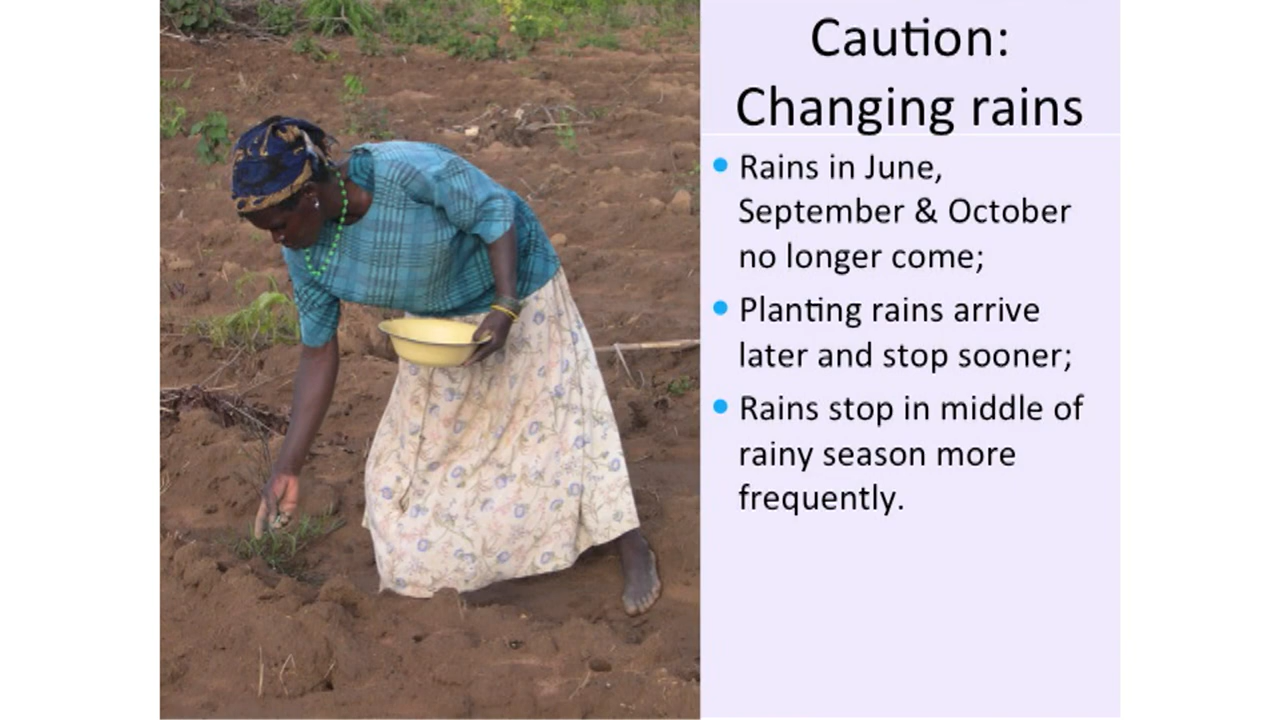 Caution:
Changing rains
• Rains in June,
September & October
no longer come;
• Planting rains arrive
later and stop sooner;
• Rains stop in middle of
rainy season more
frequently.